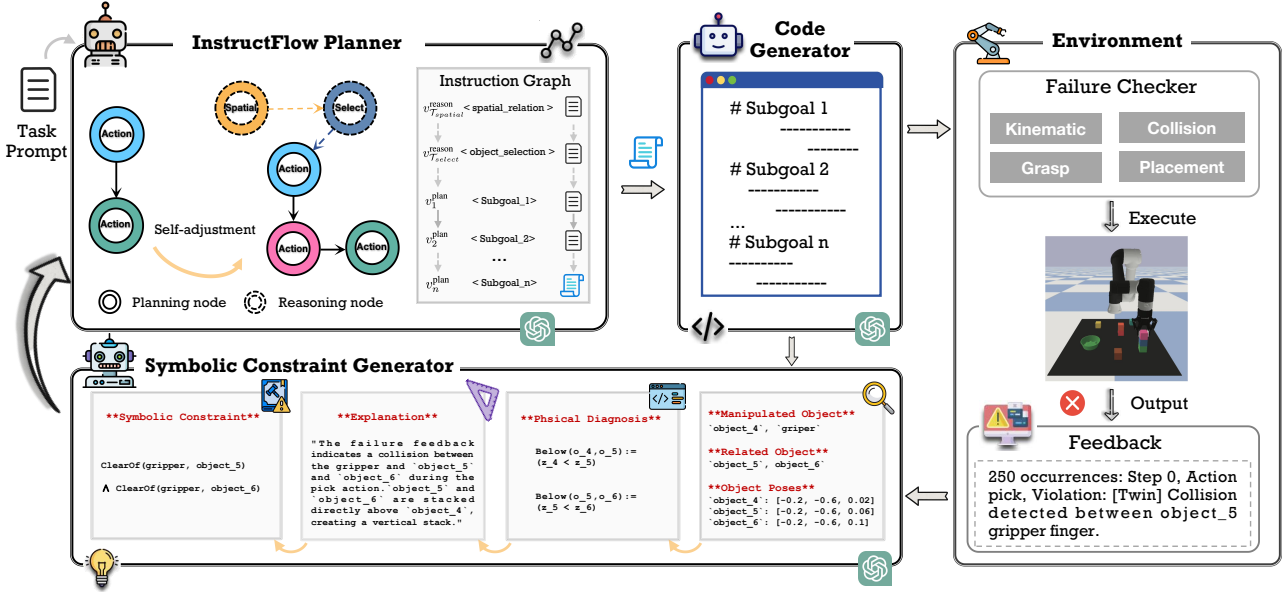 Task
Prompt
InstructFlow Planner
Action
Action
Self-adjustment
Spatial
Select
Action
Action
Action
Planning node
Reasoning node
Instruction Graph
v^reason_𝒯spatial < spatial_relation >
v^reason_𝒯select < object_selection >
v^plan_1 < Subgoal_1>
v^plan_2 < Subgoal_2>
...
v^plan_n < Subgoal_n>
Code
Generator
# Subgoal 1
# Subgoal 2
...
# Subgoal n
</>
Environment
Failure Checker
Kinematic
Collision
Grasp
Placement
Execute
Output
Feedback
250 occurrences: Step 0, Action
pick, Violation: [Twin] Collision
detected between object_5
gripper finger.
Symbolic Constraint Generator
**Symbolic Constraint**
ClearOf(gripper, object_5)
∧ ClearOf(gripper, object_6)
**Explanation**
"The failure feedback
indicates a collision between
the gripper and `object_5`
and `object_6` during the
pick action.`object_5` and
`object_6` are stacked
directly above `object_4`,
creating a vertical stack."
**Phsical Diagnosis**
Below(o_4,o_5):=
(z_4 < z_5)
Below(o_5,o_6):=
(z_5 < z_6)
**Manipulated Object**
`object_4`, `griper`
**Related Object**
`object_5`, object_6`
**Object Poses**
`object_4`: [-0.2, -0.6, 0.02]
`object_5`: [-0.2, -0.6, 0.06]
`object_6`: [-0.2, -0.6, 0.1]